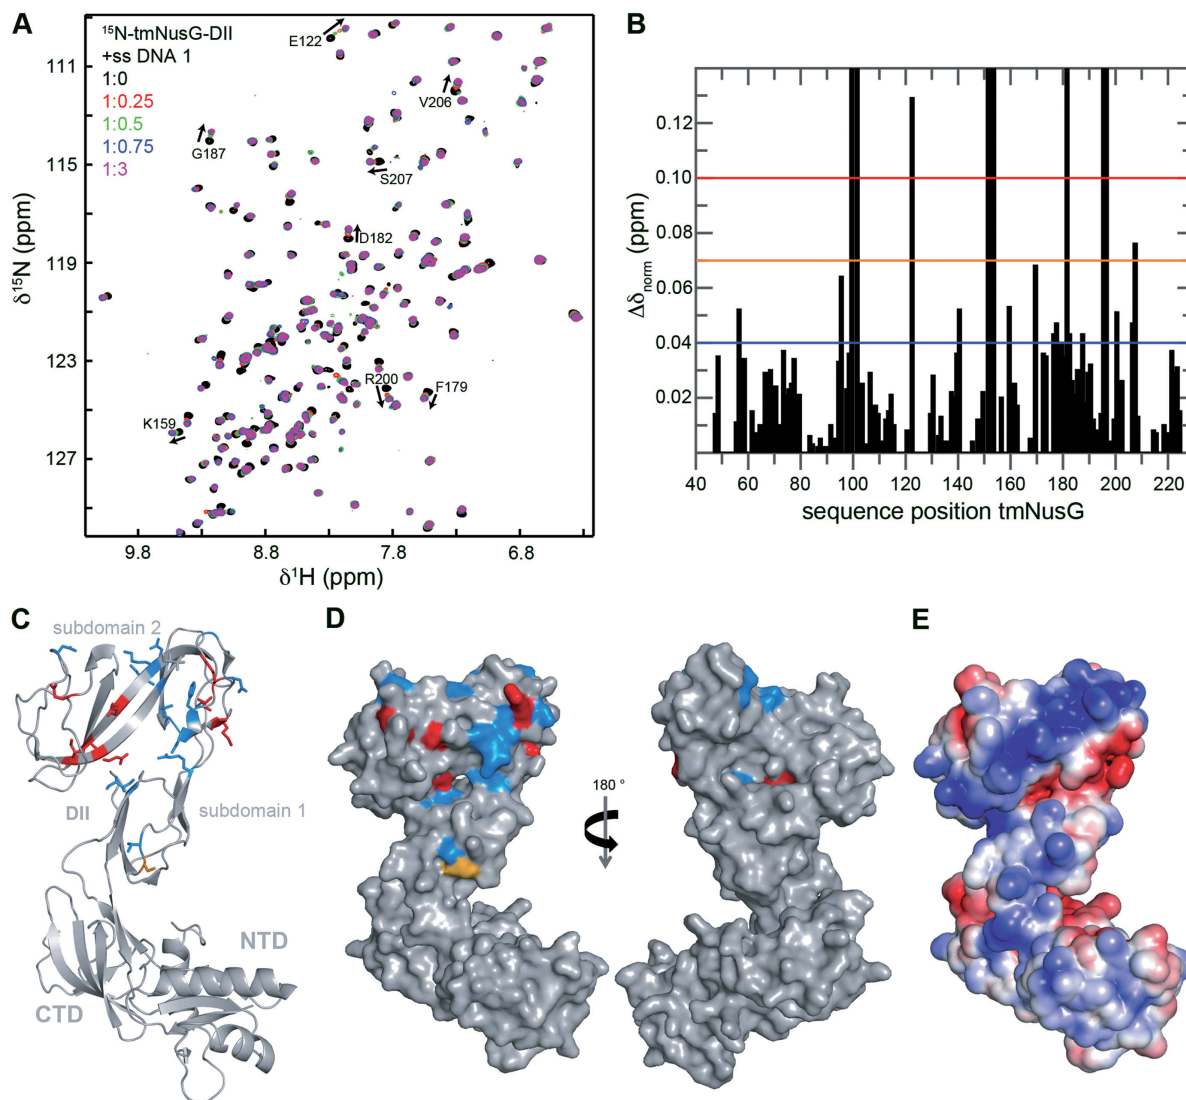 A
¹⁵N-tmNusG-DII
+ss DNA 1
1:0
1:0.25
1:0.5
1:0.75
1:3
E122
V206
G187
S207
D182
R200
F179
K159
111
115
119
123
127
δ¹⁵N (ppm)
9.8 8.8 7.8 6.8
δ¹H (ppm)
B
0.12
0.10
0.08
0.06
0.04
0.02
Δδnorm (ppm)
40 60 80 100 120 140 160 180 200 220
sequence position tmNusG
C
subdomain 2
DII
subdomain 1
NTD
CTD
D
180 °
E